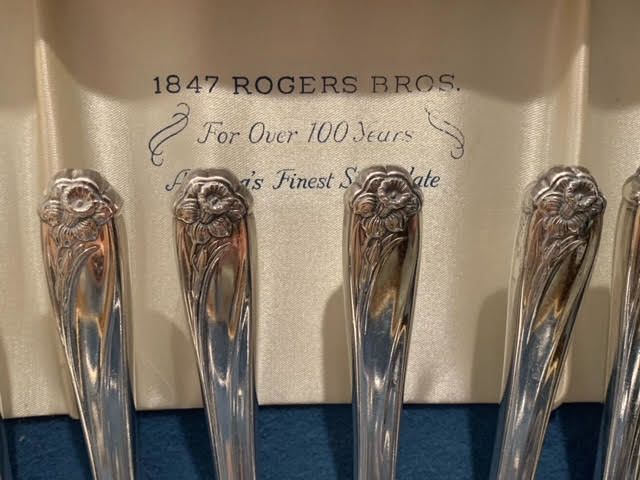 1847 ROGERS BROS.
For Over 100 Years
Finest